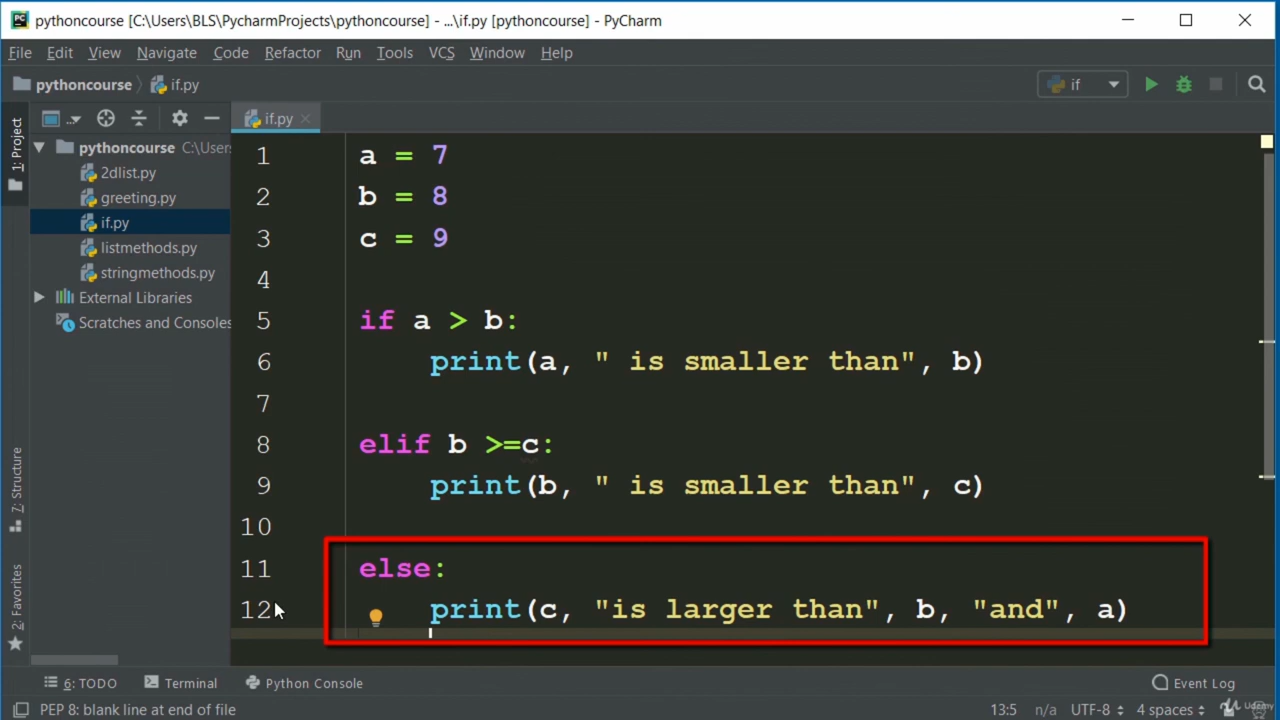 PC pythoncourse [C:\Users\BLS\PycharmProjects\pythoncourse] - ...\if.py [pythoncourse] - PyCharm
File Edit View Navigate Code Refactor Run Tools VCS Window Help
pythoncourse if.py if
1: Project
... if.py
pythoncourse C:\Users
2dlist.py
greeting.py
if.py
listmethods.py
stringmethods.py
External Libraries
Scratches and Consoles
7: Structure
2: Favorites
1 a = 7
2 b = 8
3 c = 9
4
5 if a > b:
6     print(a, " is smaller than", b)
7
8 elif b >=c:
9     print(b, " is smaller than", c)
10
11 else:
12     print(c, "is larger than", b, "and", a)
6: TODO Terminal Python Console Event Log
PEP 8: blank line at end of file 13:5 n/a UTF-8 4 spaces Udemy